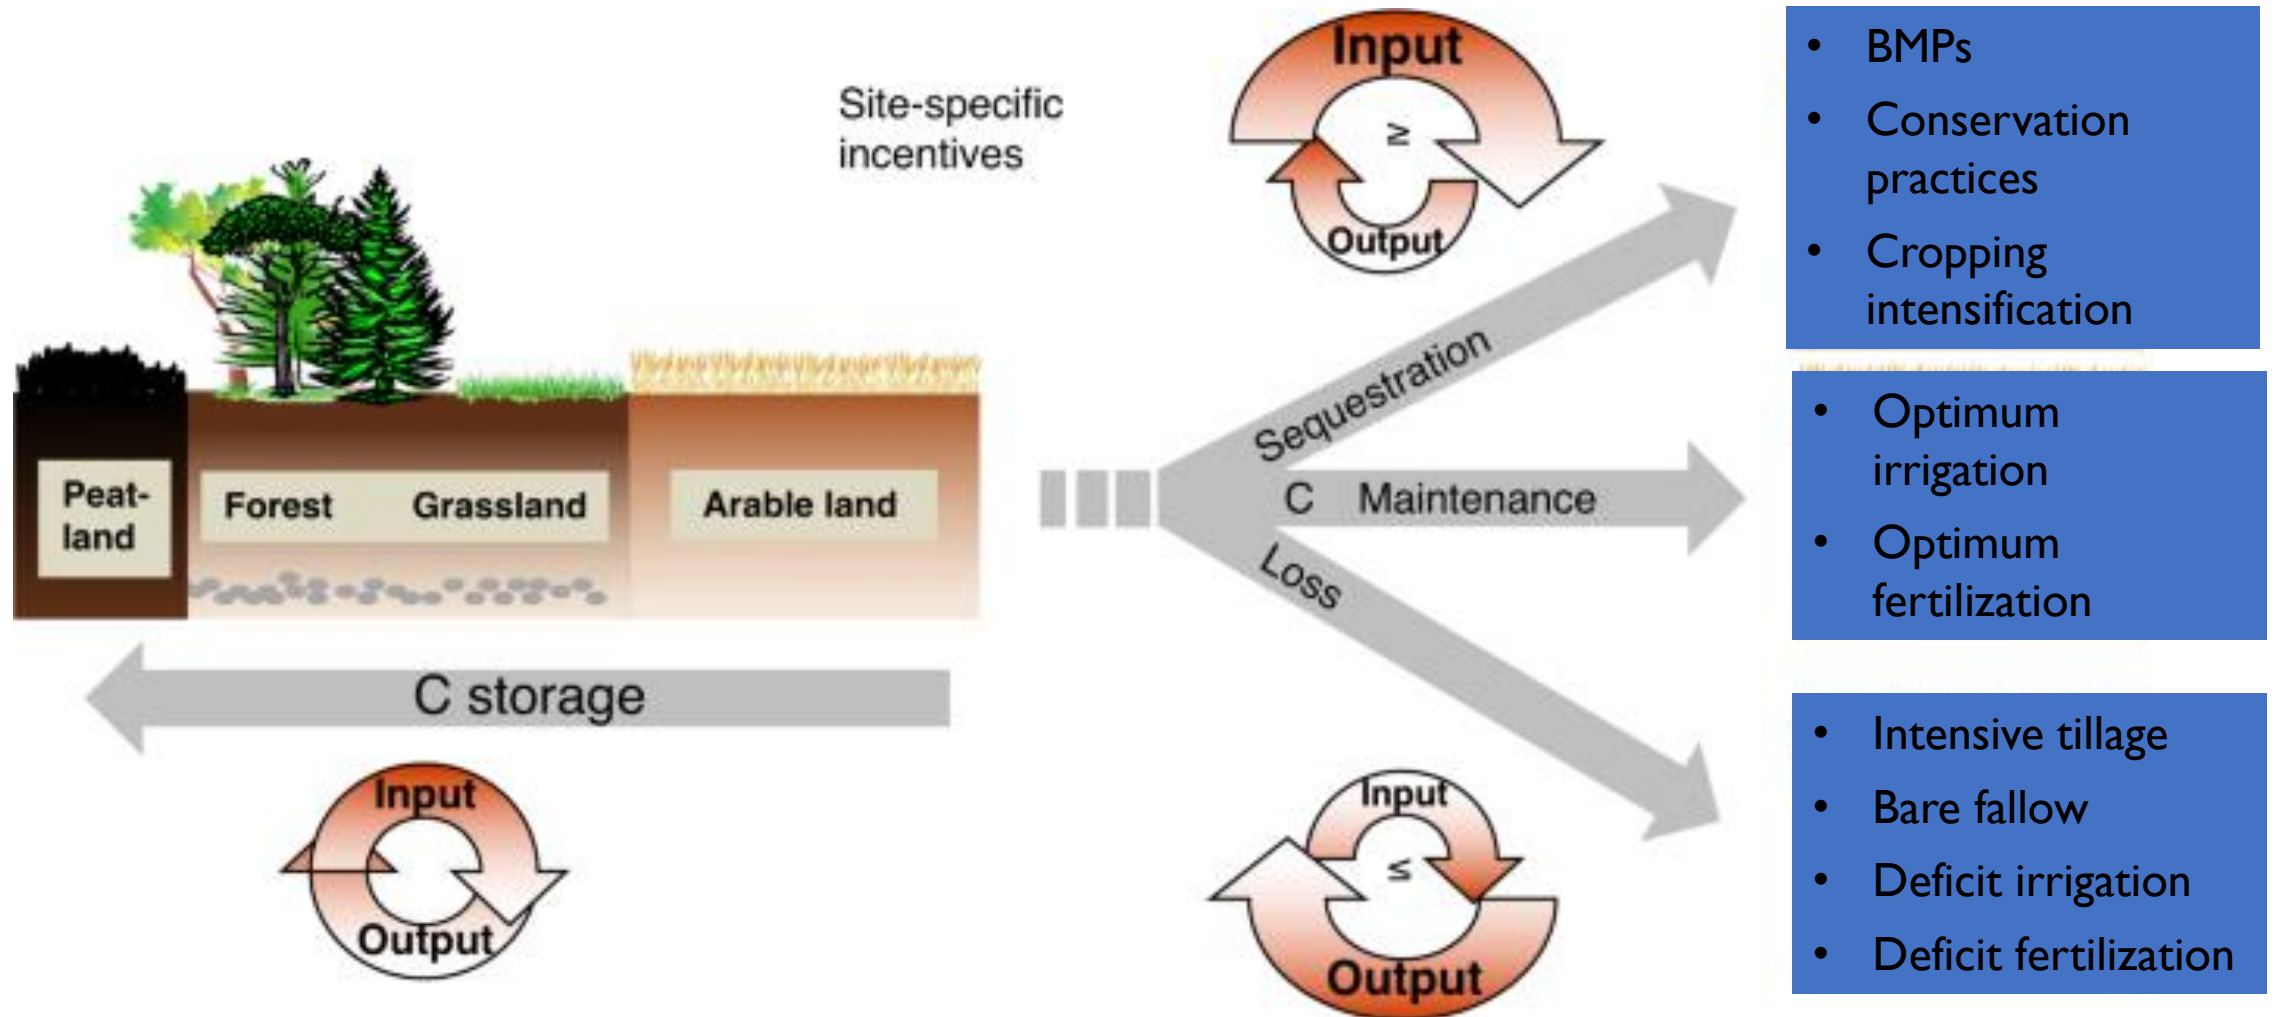 Site-specific
incentives
Peat-
land
Forest
Grassland
Arable land
C storage
Input
Output
Input
≥
Output
Sequestration
C Maintenance
Loss
Input
≤
Output
• BMPs
• Conservation
practices
• Cropping
intensification
• Optimum
irrigation
• Optimum
fertilization
• Intensive tillage
• Bare fallow
• Deficit irrigation
• Deficit fertilization